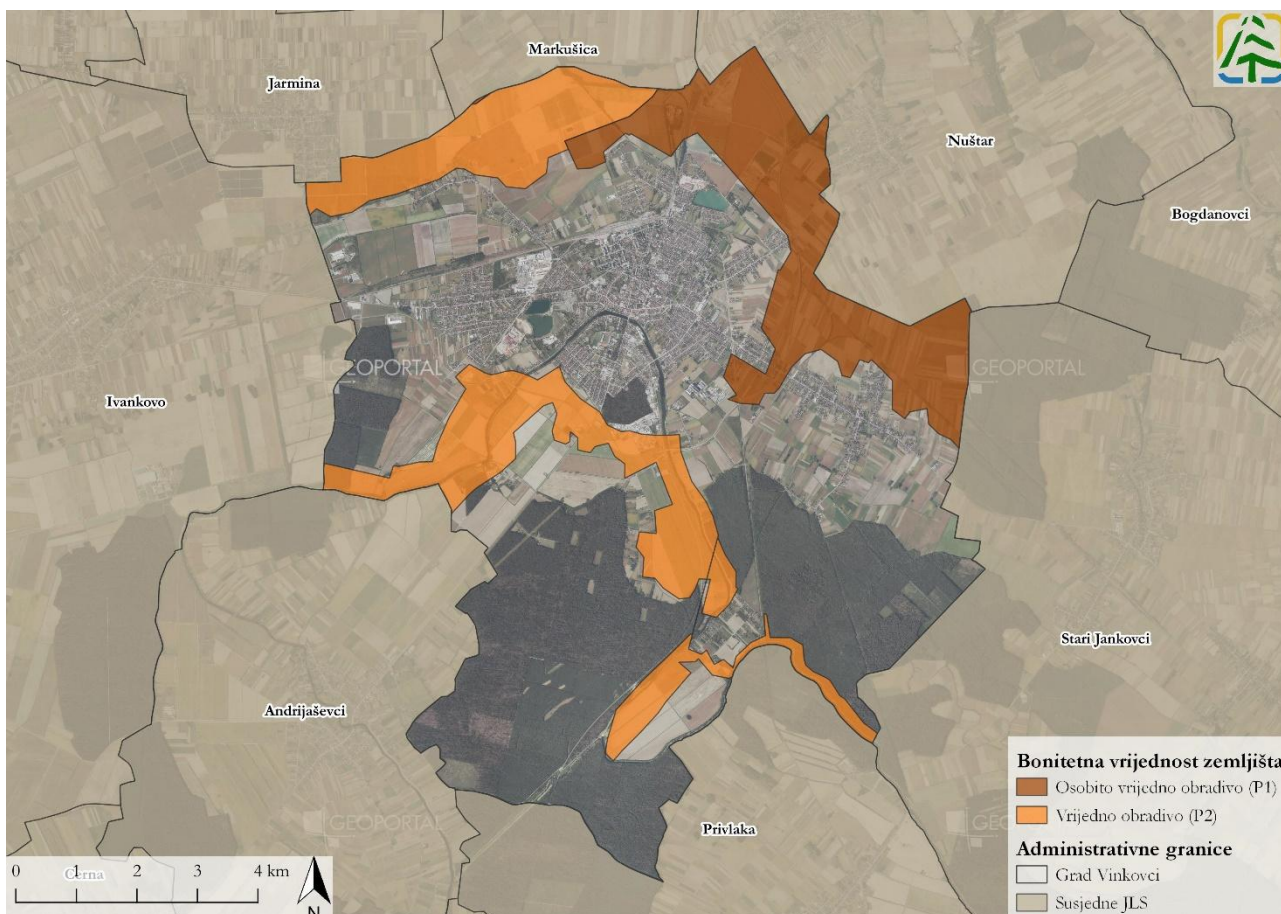 Markušica
Jarmina
Nuštar
Bogdanovci
GEOPORTAL
GEOPORTAL
Ivankovo
Stari Jankovci
Andrijaševci
Privlaka
GEOPORTAL
Cerna
0 1 2 4 km
N
Bonitetna vrijednost zemljišta
Osobito vrijedno obradivo (P1)
Vrijedno obradivo (P2)
Administrativne granice
Grad Vinkovci
Susjedne JLS